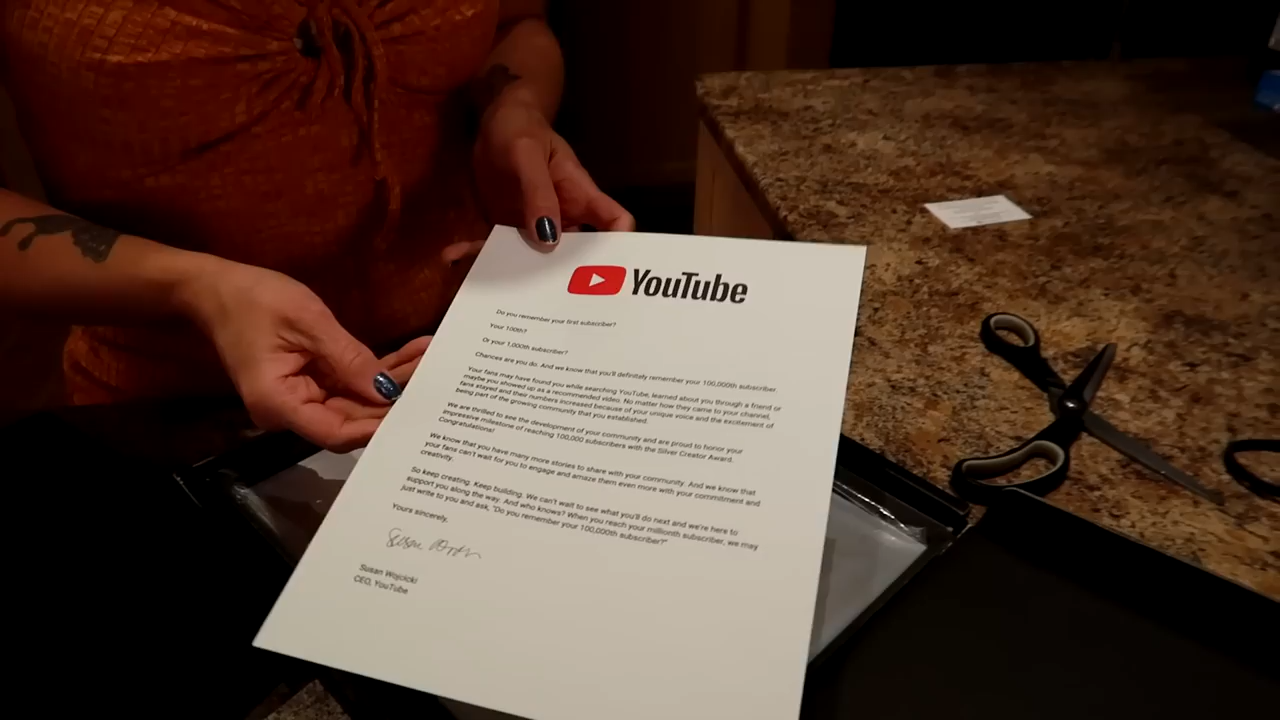 YouTube
Do you remember your first subscriber?
Your 100th?
Or your 1,000th subscriber?
Chances are you do. And we know that you'll definitely remember your 100,000th subscriber.
Your fans may have found you while searching YouTube, learned about you through a friend or
maybe you showed up as a recommended video. No matter how they came to your channel,
fans stayed and their numbers increased because of your unique voice and the excitement of
being part of the growing community that you established.
We are thrilled to see the development of your community and are proud to honor your
impressive milestone of reaching 100,000 subscribers with the Silver Creator Award.
Congratulations!
We know that you have many more stories to share with your community. And we know that
your fans can't wait for you to engage and amaze them even more with your commitment and
creativity.
So keep creating. Keep building. We can't wait to see what you'll do next and we're here to
support you along the way. And who knows? When you reach your millionth subscriber, we may
just write to you and ask, "Do you remember your 100,000th subscriber?"
Yours sincerely,
Susan Wojcicki
CEO, YouTube